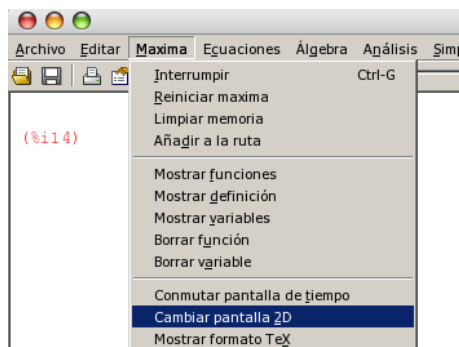 Archivo Editar Maxima Ecuaciones Álgebra Análisis
Interrumpir Ctrl-G
Reiniciar maxima
Limpiar memoria
(%i14)
Añadir a la ruta
Mostrar funciones
Mostrar definición
Mostrar variables
Borrar función
Borrar variable
Conmutar pantalla de tiempo
Cambiar pantalla 2D
Mostrar formato TeX